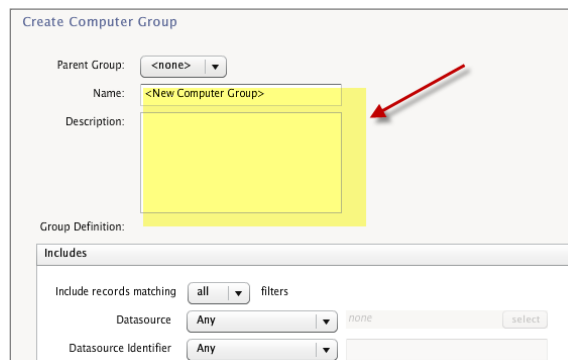 Create Computer Group
Parent Group: <none>
Name: <New Computer Group>
Description:
Group Definition:
Includes
Include records matching all filters
Datasource Any none select
Datasource Identifier Any